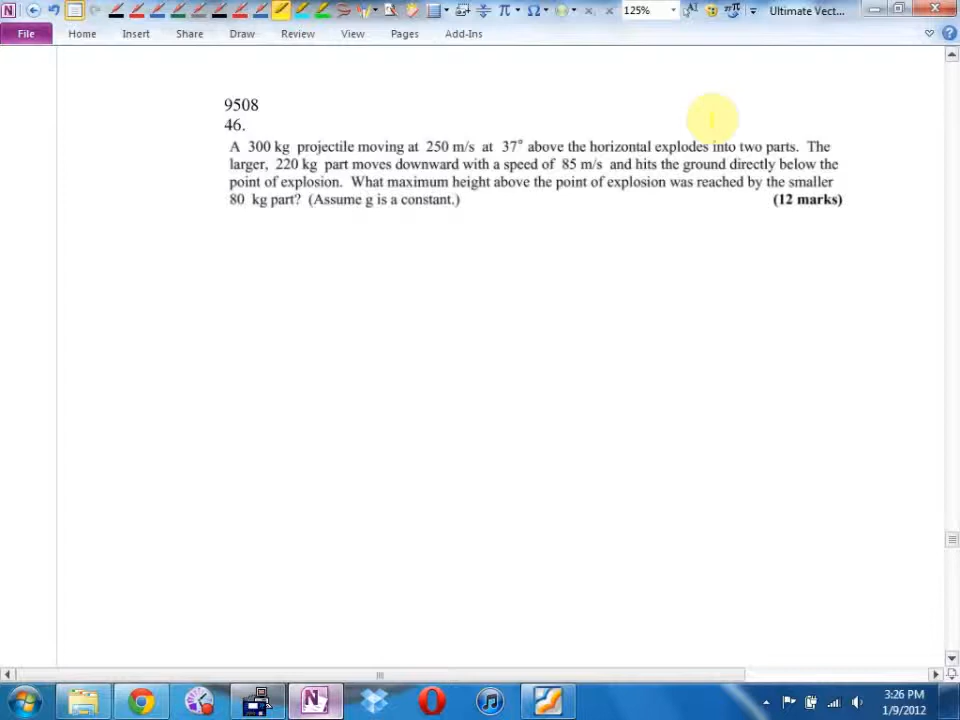 125% Ultimate Vect...
File Home Insert Share Draw Review View Pages Add-Ins
9508
46.
A 300 kg projectile moving at 250 m/s at 37° above the horizontal explodes into two parts. The
larger, 220 kg part moves downward with a speed of 85 m/s and hits the ground directly below the
point of explosion. What maximum height above the point of explosion was reached by the smaller
80 kg part? (Assume g is a constant.) (12 marks)
3:26 PM
1/9/2012